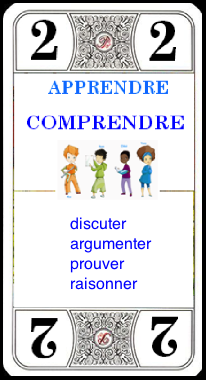 2 2
APPRENDRE
COMPRENDRE
discuter
argumenter
prouver
raisonner
2 2